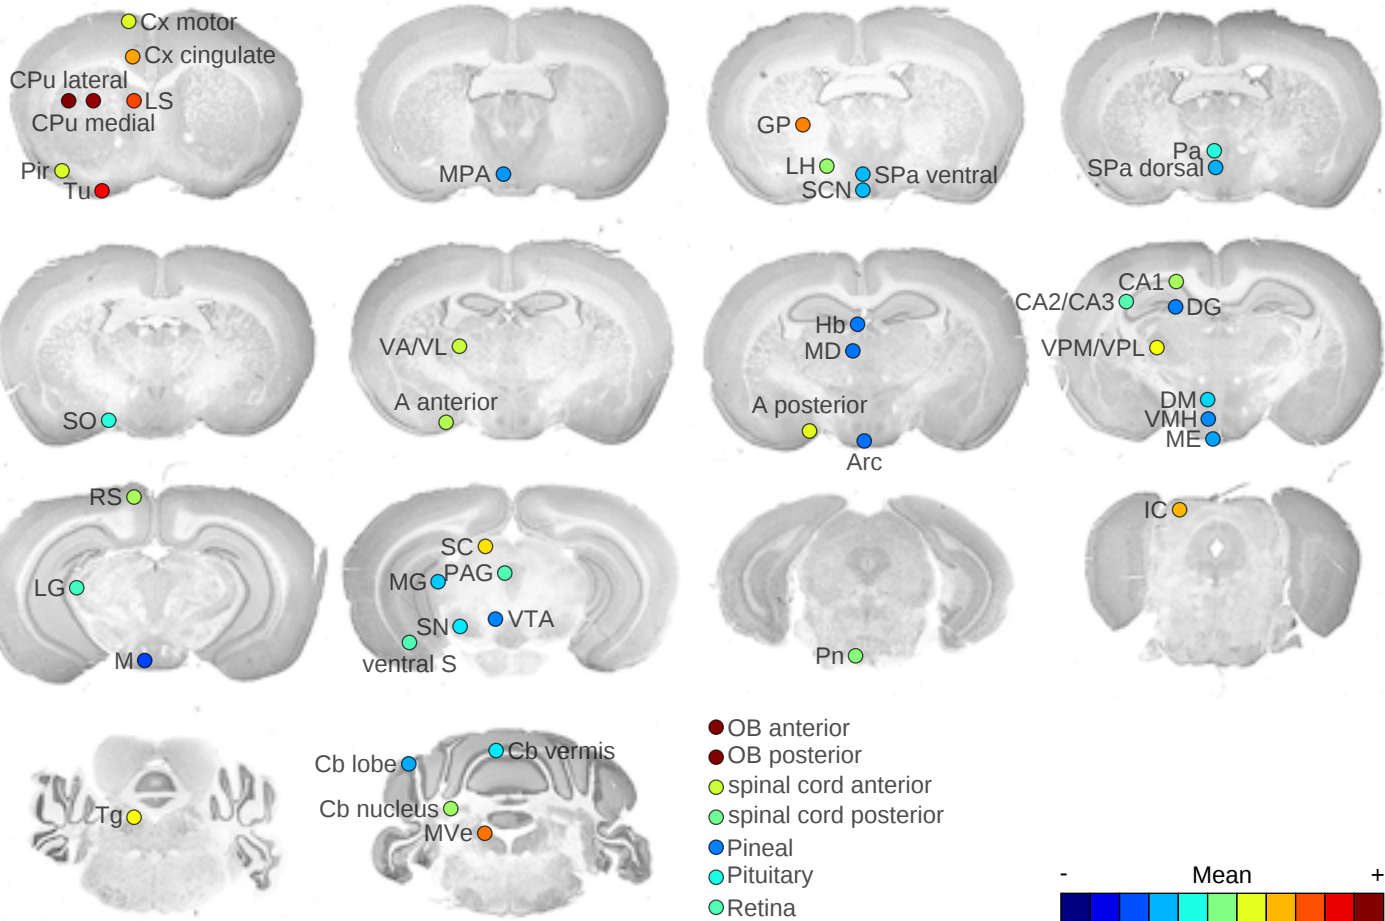 Cx motor
Cx cingulate
CPu lateral
LS
CPu medial
Pir
Tu
MPA
GP
LH
SPa ventral
SCN
Pa
SPa dorsal
SO
VA/VL
A anterior
Hb
MD
A posterior
Arc
CA1
CA2/CA3
DG
VPM/VPL
DM
VMH
ME
RS
LG
M
SC
PAG
MG
SN
VTA
ventral S
Pn
IC
Tg
Cb vermis
Cb lobe
Cb nucleus
MVe
OB anterior
OB posterior
spinal cord anterior
spinal cord posterior
Pineal
Pituitary
Retina
- Mean +